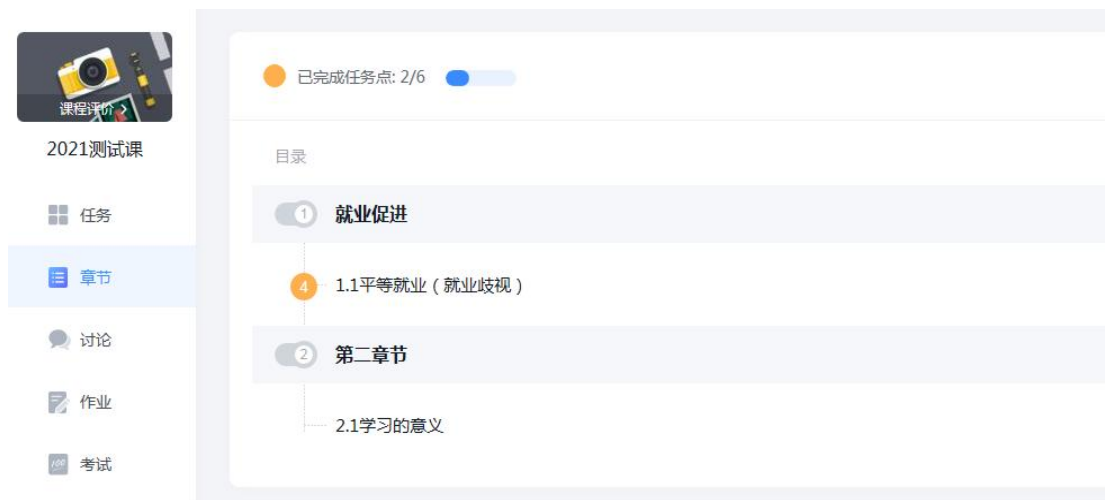 课程评价 >
2021测试课
任务
章节
讨论
作业
考试
已完成任务点: 2/6
目录
1 就业促进
4 1.1平等就业（就业歧视）
2 第二章节
2.1学习的意义
100